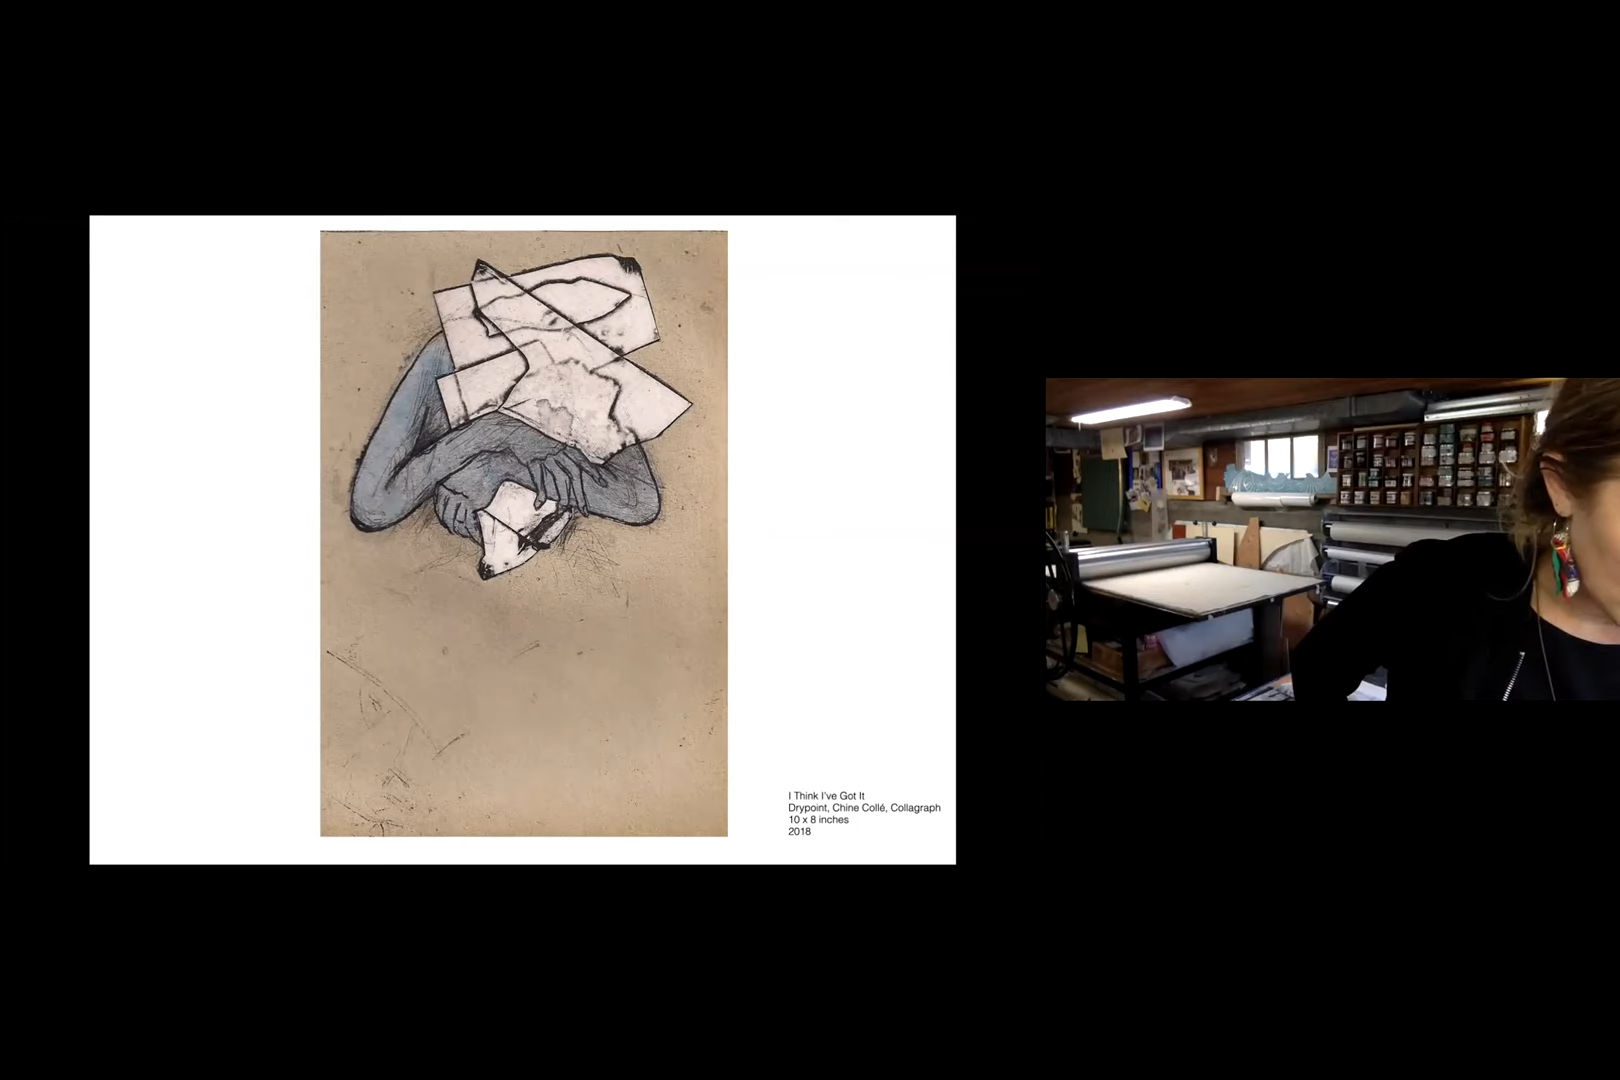 I Think I've Got It
Drypoint, Chine Collé, Collagraph
10 x 8 inches
2018